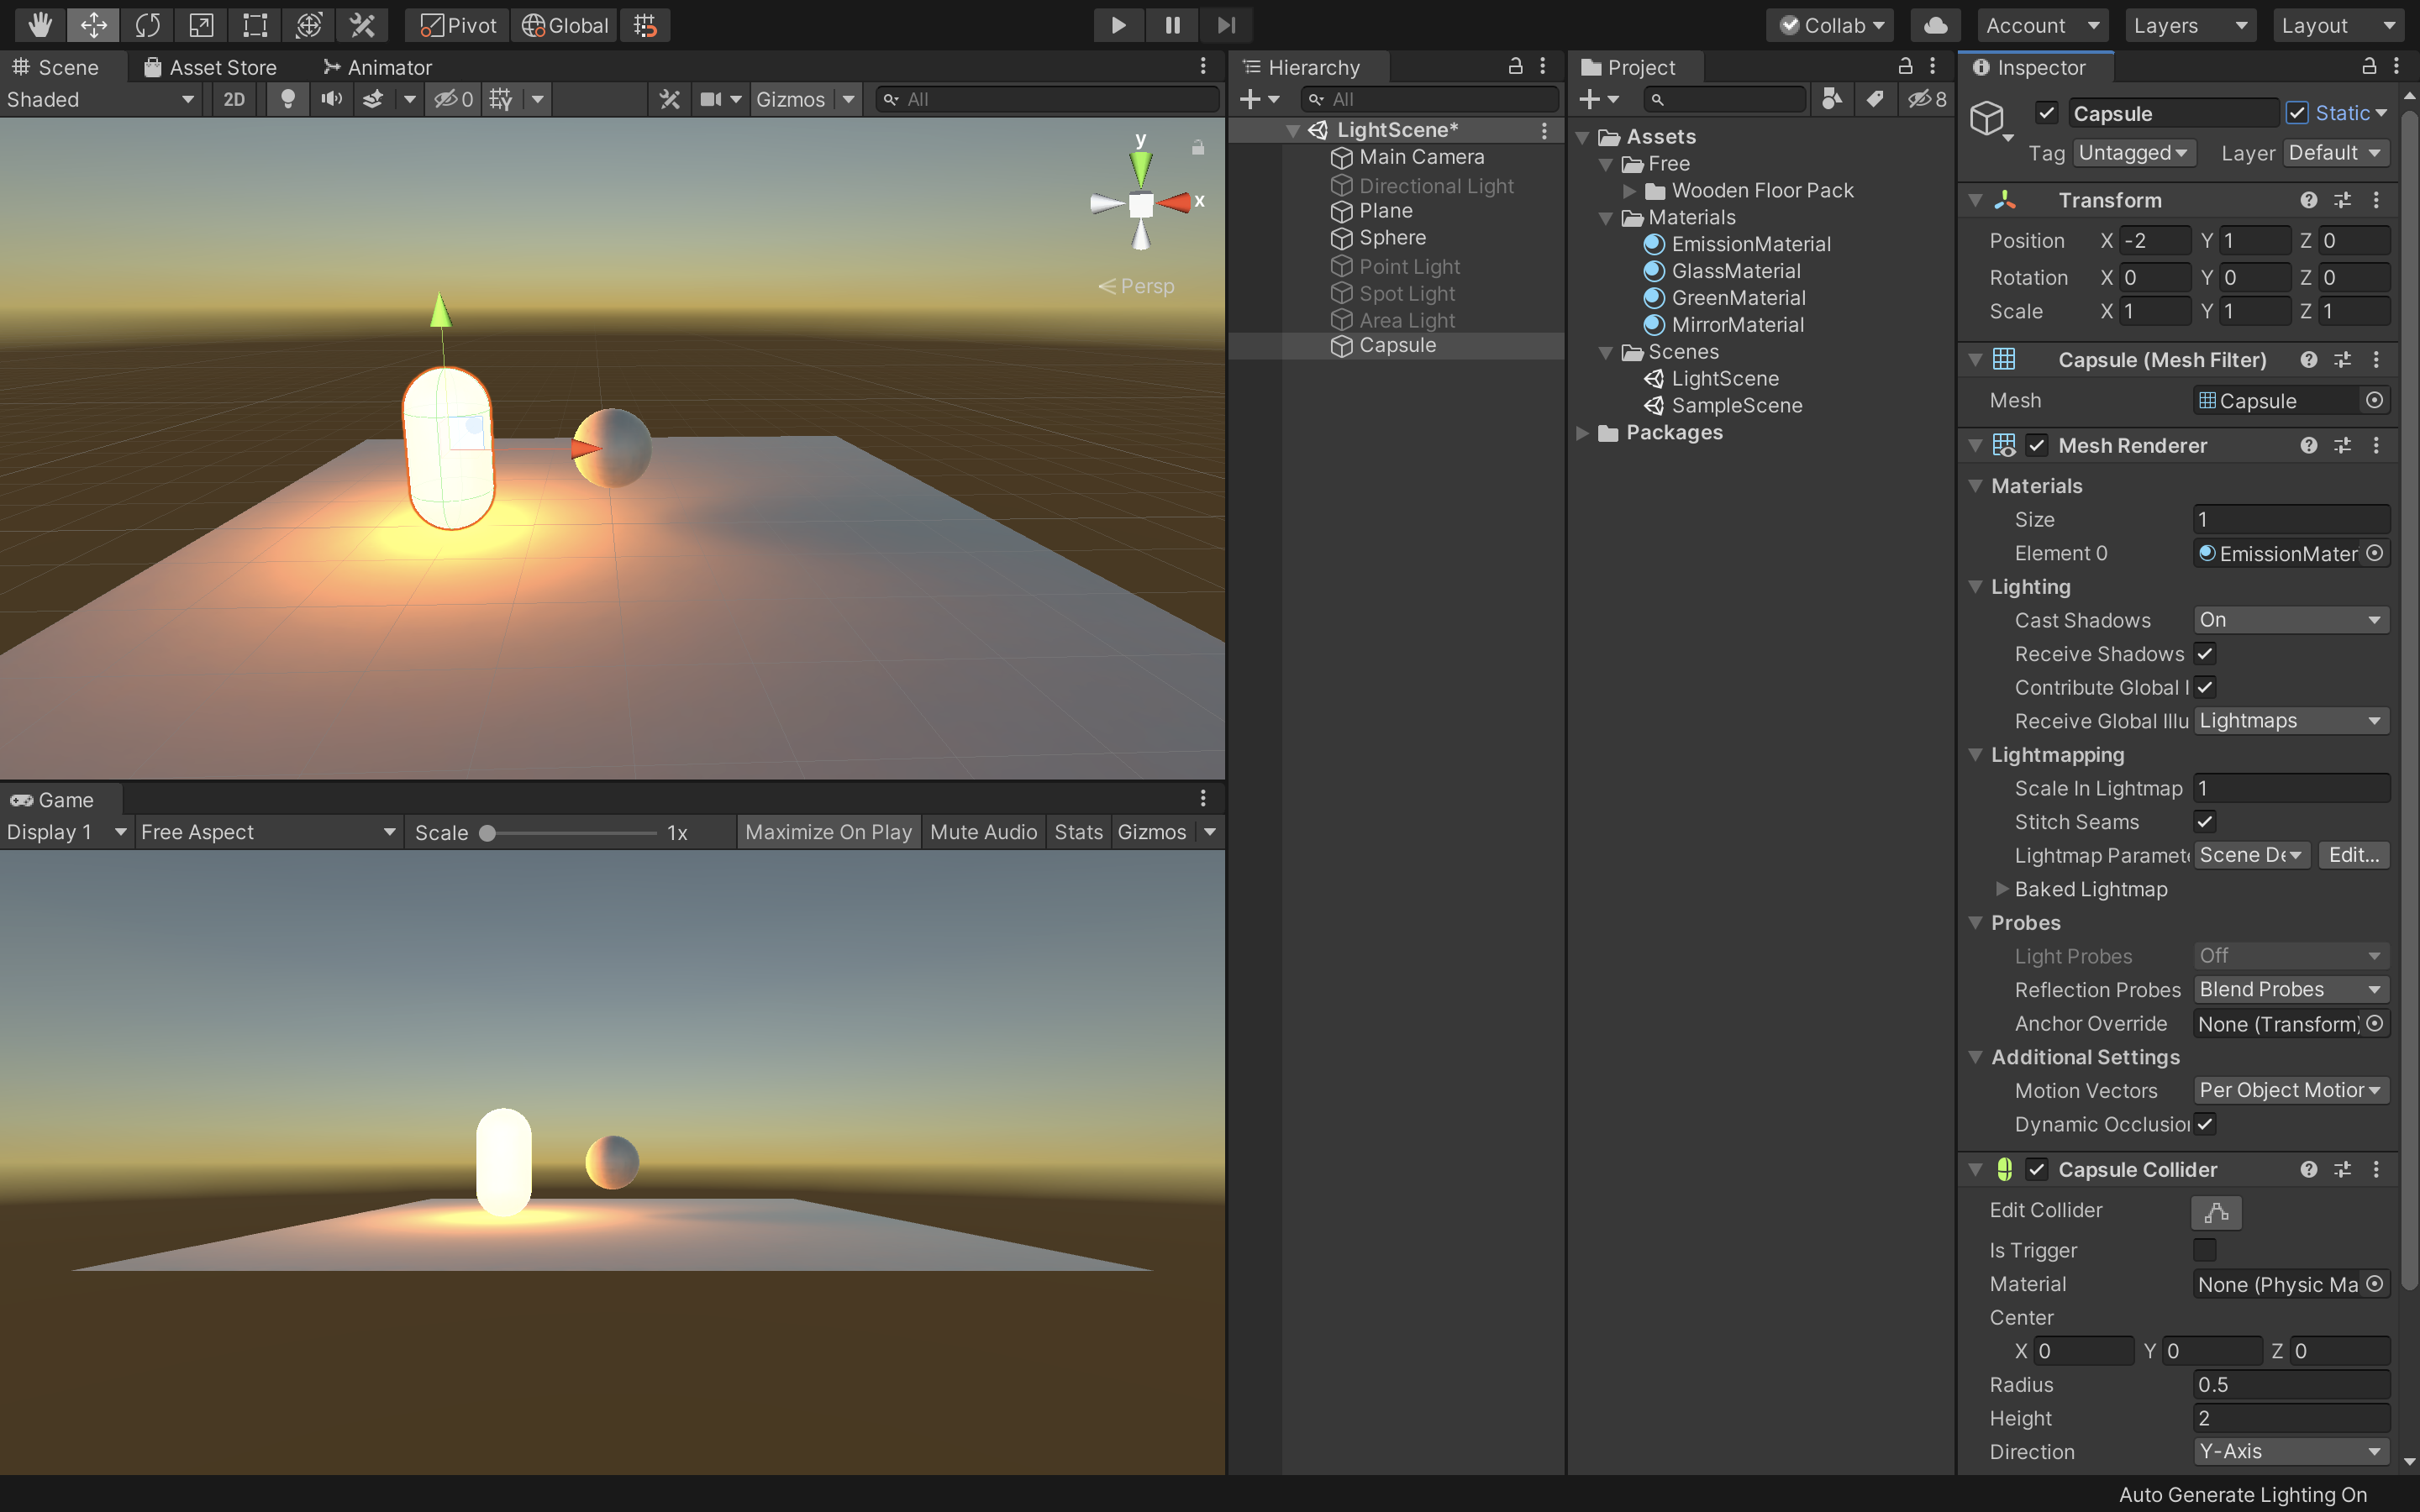 Pivot Global Collab Account Layers Layout
Scene Asset Store Animator
Shaded 2D 0 Gizmos All
y
x
Persp
Game
Display 1 Free Aspect Scale 1x Maximize On Play Mute Audio Stats Gizmos
Hierarchy
All
LightScene*
Main Camera
Directional Light
Plane
Sphere
Point Light
Spot Light
Area Light
Capsule
Project
8
Assets
Free
Wooden Floor Pack
Materials
EmissionMaterial
GlassMaterial
GreenMaterial
MirrorMaterial
Scenes
LightScene
SampleScene
Packages
Inspector
Capsule Static
Tag Untagged Layer Default
Transform
Position X -2 Y 1 Z 0
Rotation X 0 Y 0 Z 0
Scale X 1 Y 1 Z 1
Capsule (Mesh Filter)
Mesh Capsule
Mesh Renderer
Materials
Size 1
Element 0 EmissionMater
Lighting
Cast Shadows On
Receive Shadows
Contribute Global I
Receive Global Illu Lightmaps
Lightmapping
Scale In Lightmap 1
Stitch Seams
Lightmap Paramete Scene De Edit...
Baked Lightmap
Probes
Light Probes Off
Reflection Probes Blend Probes
Anchor Override None (Transform)
Additional Settings
Motion Vectors Per Object Motion
Dynamic Occlusion
Capsule Collider
Edit Collider
Is Trigger
Material None (Physic Ma
Center
X 0 Y 0 Z 0
Radius 0.5
Height 2
Direction Y-Axis
Auto Generate Lighting On